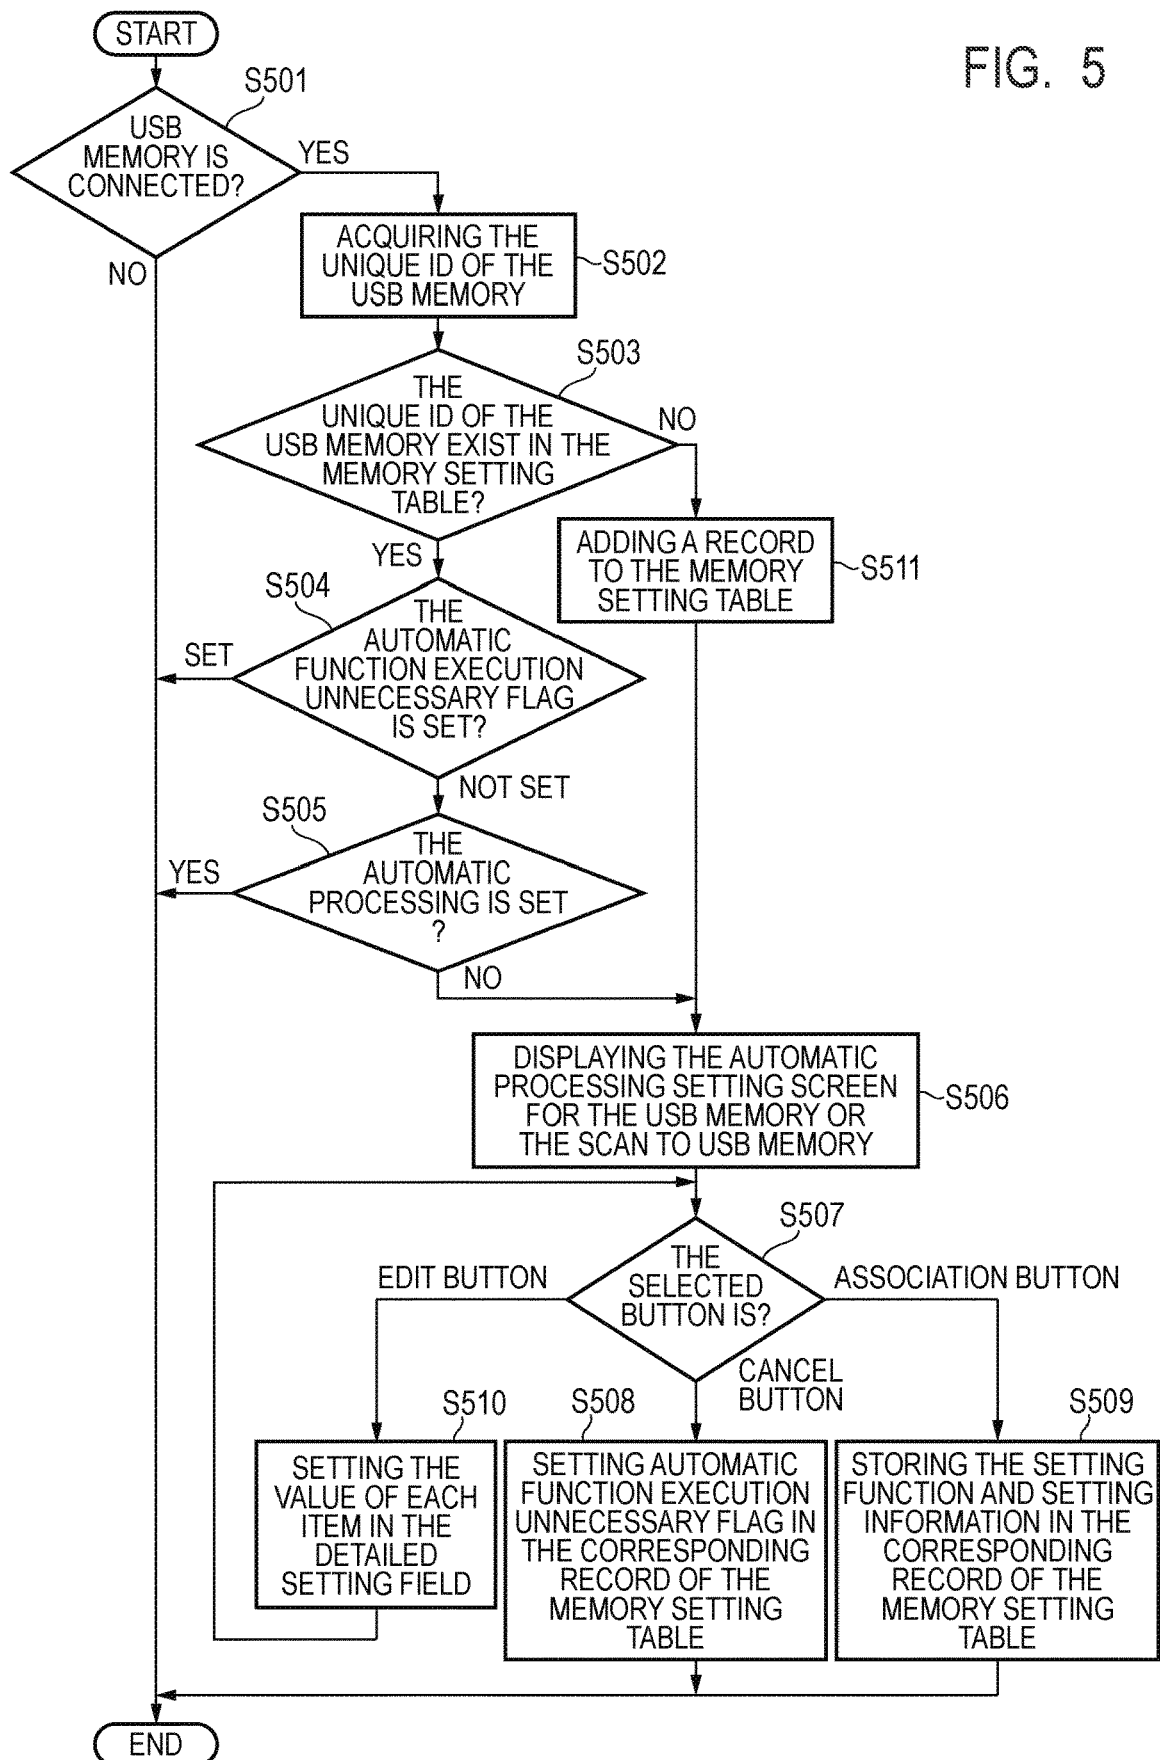 START
FIG. 5
S501
USB
MEMORY IS
CONNECTED?
YES
NO
ACQUIRING THE
UNIQUE ID OF THE
USB MEMORY
S502
S503
THE
UNIQUE ID OF THE
USB MEMORY EXIST IN THE
MEMORY SETTING
TABLE?
NO
YES
ADDING A RECORD
TO THE MEMORY
SETTING TABLE
S511
S504
THE
AUTOMATIC
FUNCTION EXECUTION
UNNECESSARY FLAG
IS SET?
SET
NOT SET
S505
THE
AUTOMATIC
PROCESSING IS SET
?
YES
NO
DISPLAYING THE AUTOMATIC
PROCESSING SETTING SCREEN
FOR THE USB MEMORY OR
THE SCAN TO USB MEMORY
S506
S507
THE
SELECTED
BUTTON IS?
EDIT BUTTON
ASSOCIATION BUTTON
CANCEL
BUTTON
S510
SETTING THE
VALUE OF EACH
ITEM IN THE
DETAILED
SETTING FIELD
S508
SETTING AUTOMATIC
FUNCTION EXECUTION
UNNECESSARY FLAG IN
THE CORRESPONDING
RECORD OF THE
MEMORY SETTING
TABLE
S509
STORING THE SETTING
FUNCTION AND SETTING
INFORMATION IN THE
CORRESPONDING
RECORD OF THE
MEMORY SETTING
TABLE
END